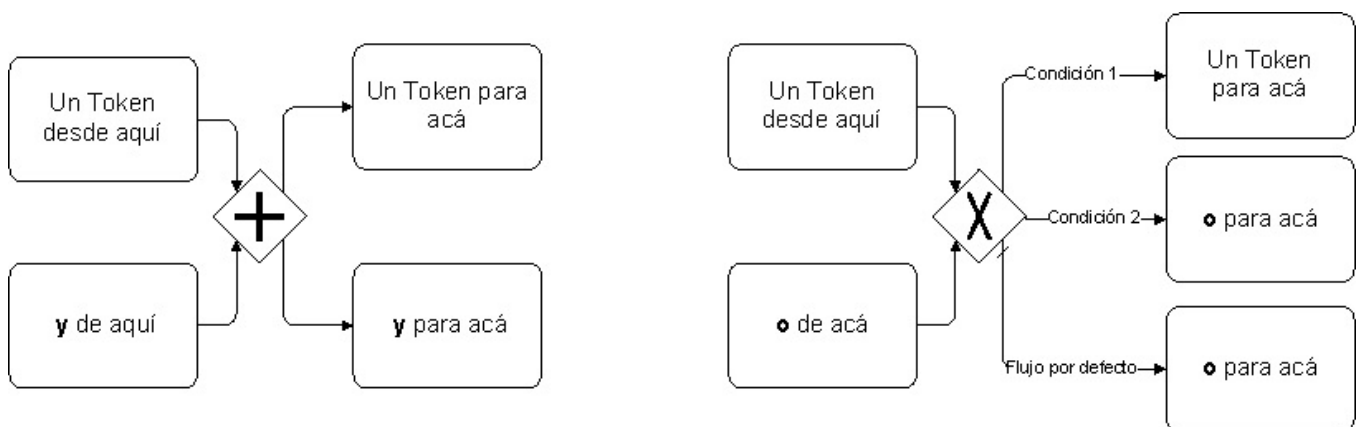 Un Token
desde aquí
y de aquí
Un Token para
acá
y para acá
Un Token
desde aquí
o de acá
Condición 1
Condición 2
Flujo por defecto
Un Token
para acá
o para acá
o para acá